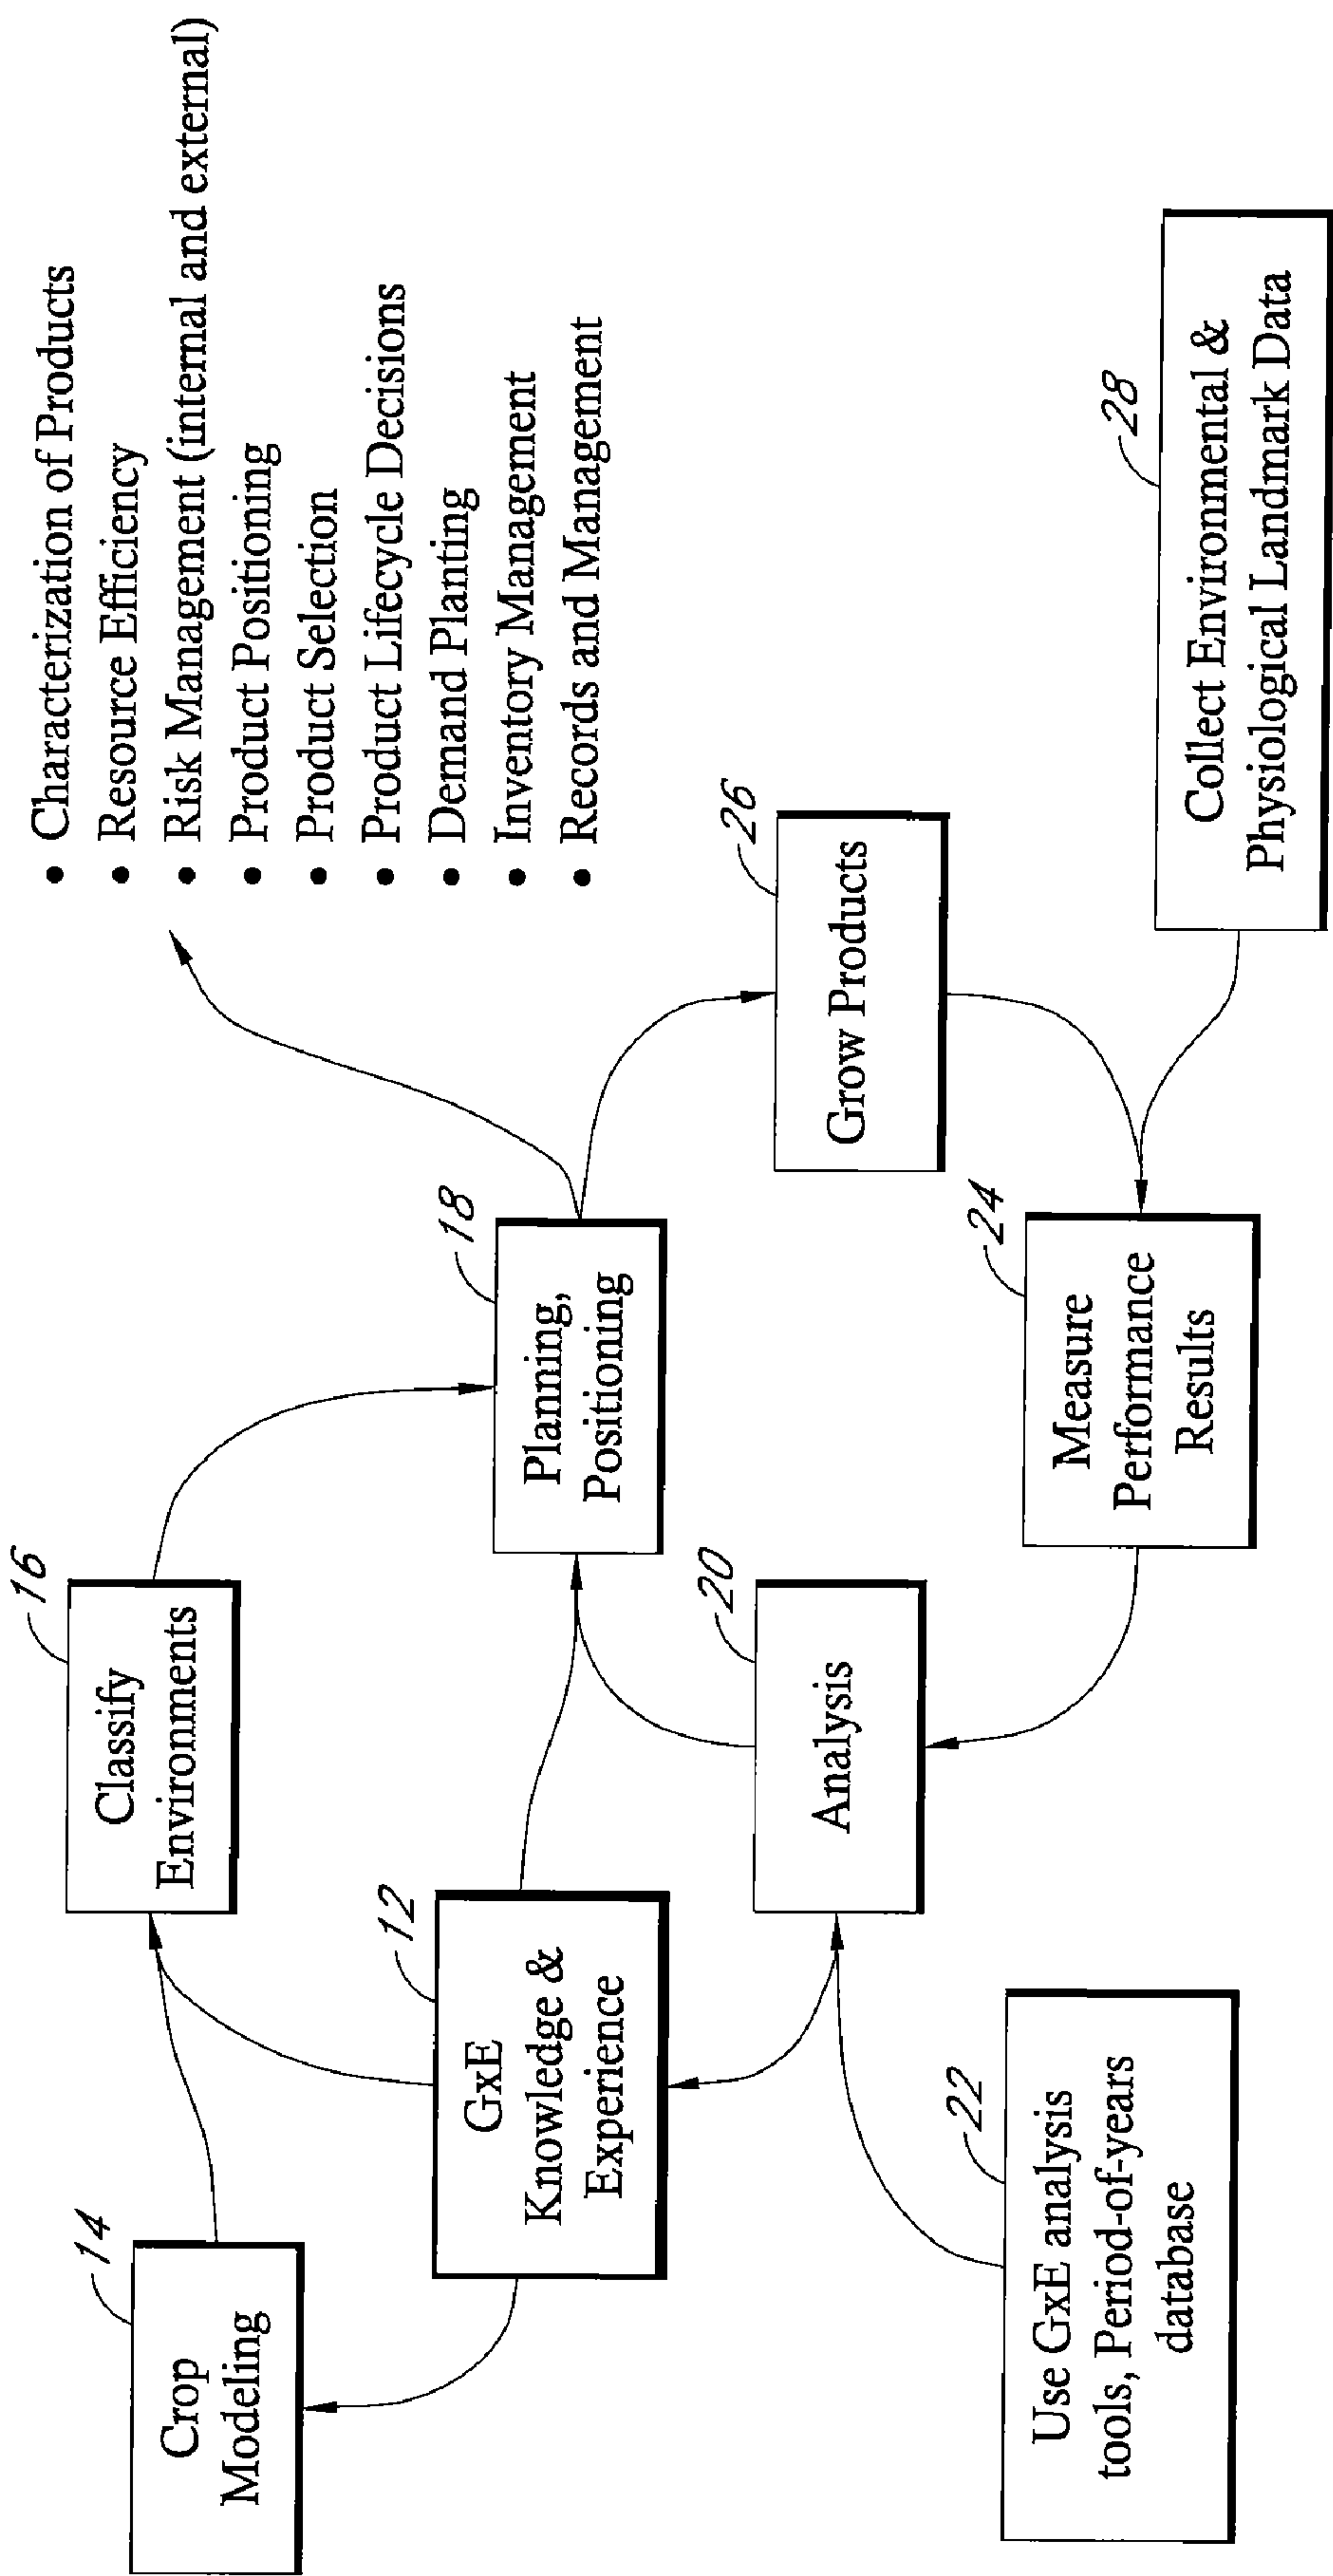 14
Crop
Modeling
16
Classify
Environments
12
GxE
Knowledge &
Experience
18
Planning,
Positioning
• Characterization of Products
• Resource Efficiency
• Risk Management (internal and external)
• Product Positioning
• Product Selection
• Product Lifecycle Decisions
• Demand Planting
• Inventory Management
• Records and Management
20
Analysis
26
Grow Products
22
Use GxE analysis
tools, Period-of-years
database
24
Measure
Performance
Results
28
Collect Environmental &
Physiological Landmark Data